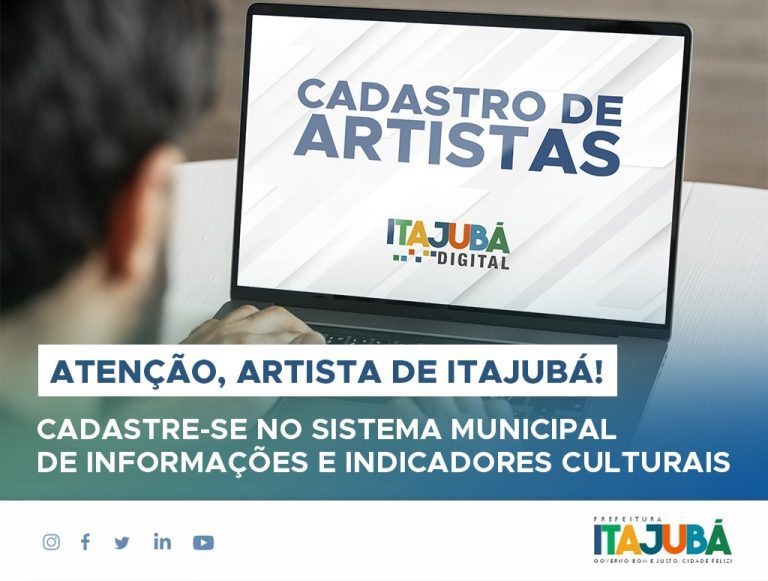 CADASTRO DE
ARTISTAS
ITAJUBÁ
DIGITAL
ATENÇÃO, ARTISTA DE ITAJUBÁ!
CADASTRE-SE NO SISTEMA MUNICIPAL
DE INFORMAÇÕES E INDICADORES CULTURAIS
PREFEITURA
ITAJUBÁ
GOVERNO BOM E JUSTO, CIDADE FELIZ!